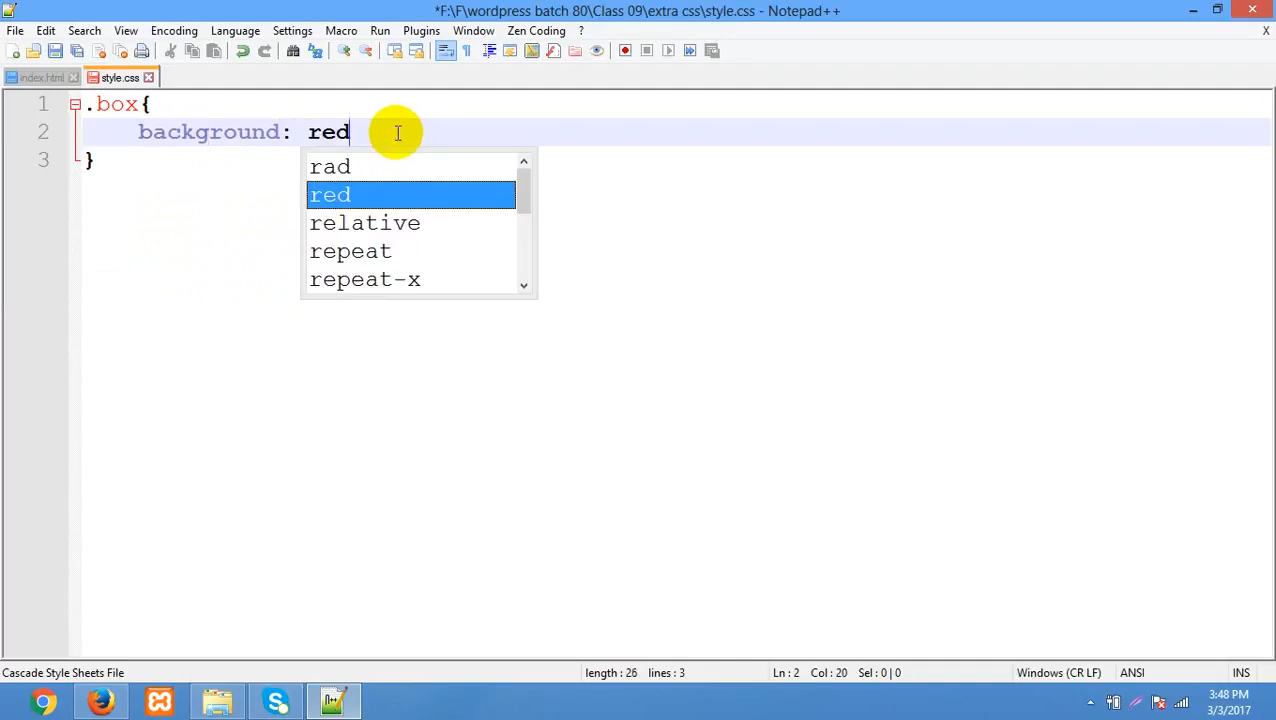 *F:\F\wordpress batch 80\Class 09\extra css\style.css - Notepad++
File Edit Search View Encoding Language Settings Macro Run Plugins Window Zen Coding ? X
index.html style.css
1 .box{
2 background: red
3 }
rad
red
relative
repeat
repeat-x
Cascade Style Sheets File length : 26 lines : 3 Ln : 2 Col : 20 Sel : 0 | 0 Windows (CR LF) ANSI INS
3:48 PM
3/3/2017